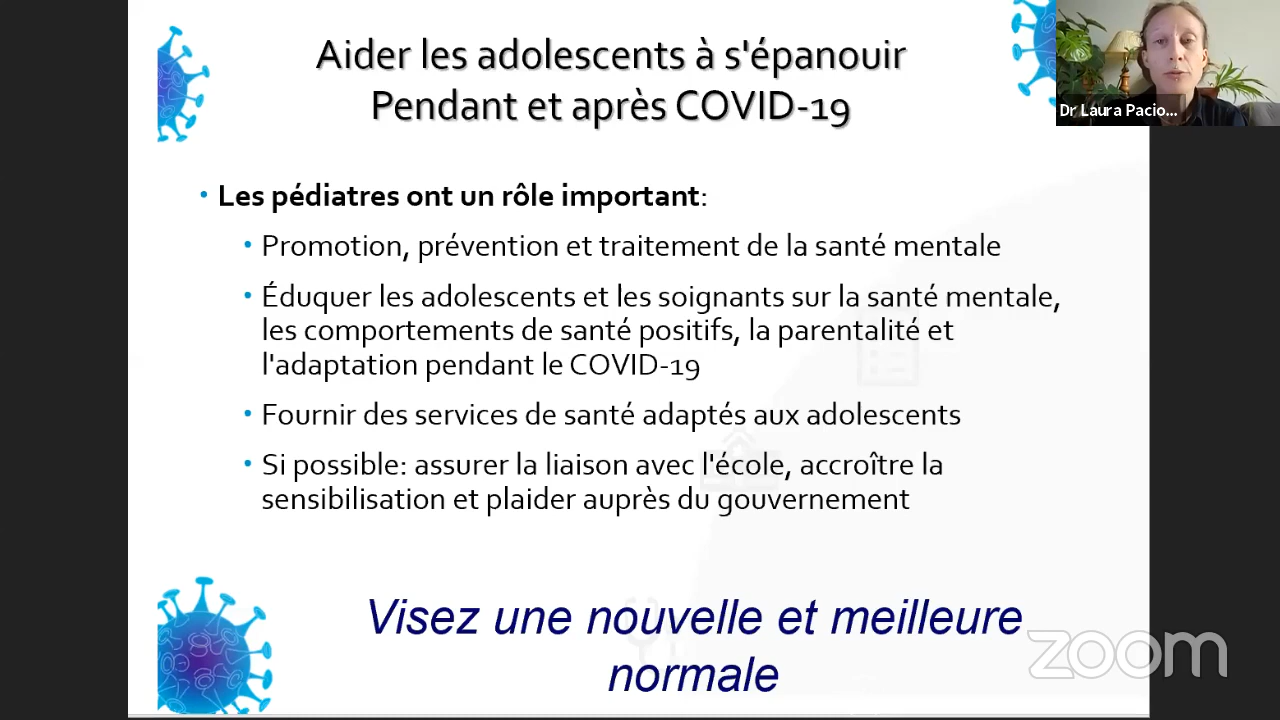 Aider les adolescents à s'épanouir
Pendant et après COVID-19
Dr Laura Pacio...
• Les pédiatres ont un rôle important:
• Promotion, prévention et traitement de la santé mentale
• Éduquer les adolescents et les soignants sur la santé mentale,
les comportements de santé positifs, la parentalité et
l'adaptation pendant le COVID-19
• Fournir des services de santé adaptés aux adolescents
• Si possible: assurer la liaison avec l'école, accroître la
sensibilisation et plaider auprès du gouvernement
Visez une nouvelle et meilleure
normale
zoom